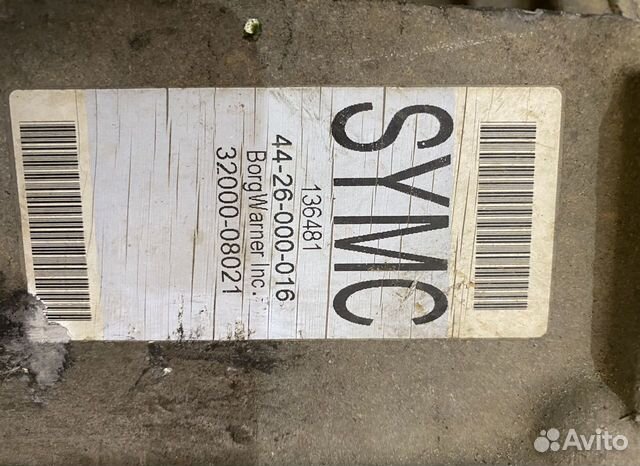 SYMC
136481
44-26-000-016
BorgWarner Inc.
32000-08021
Avito